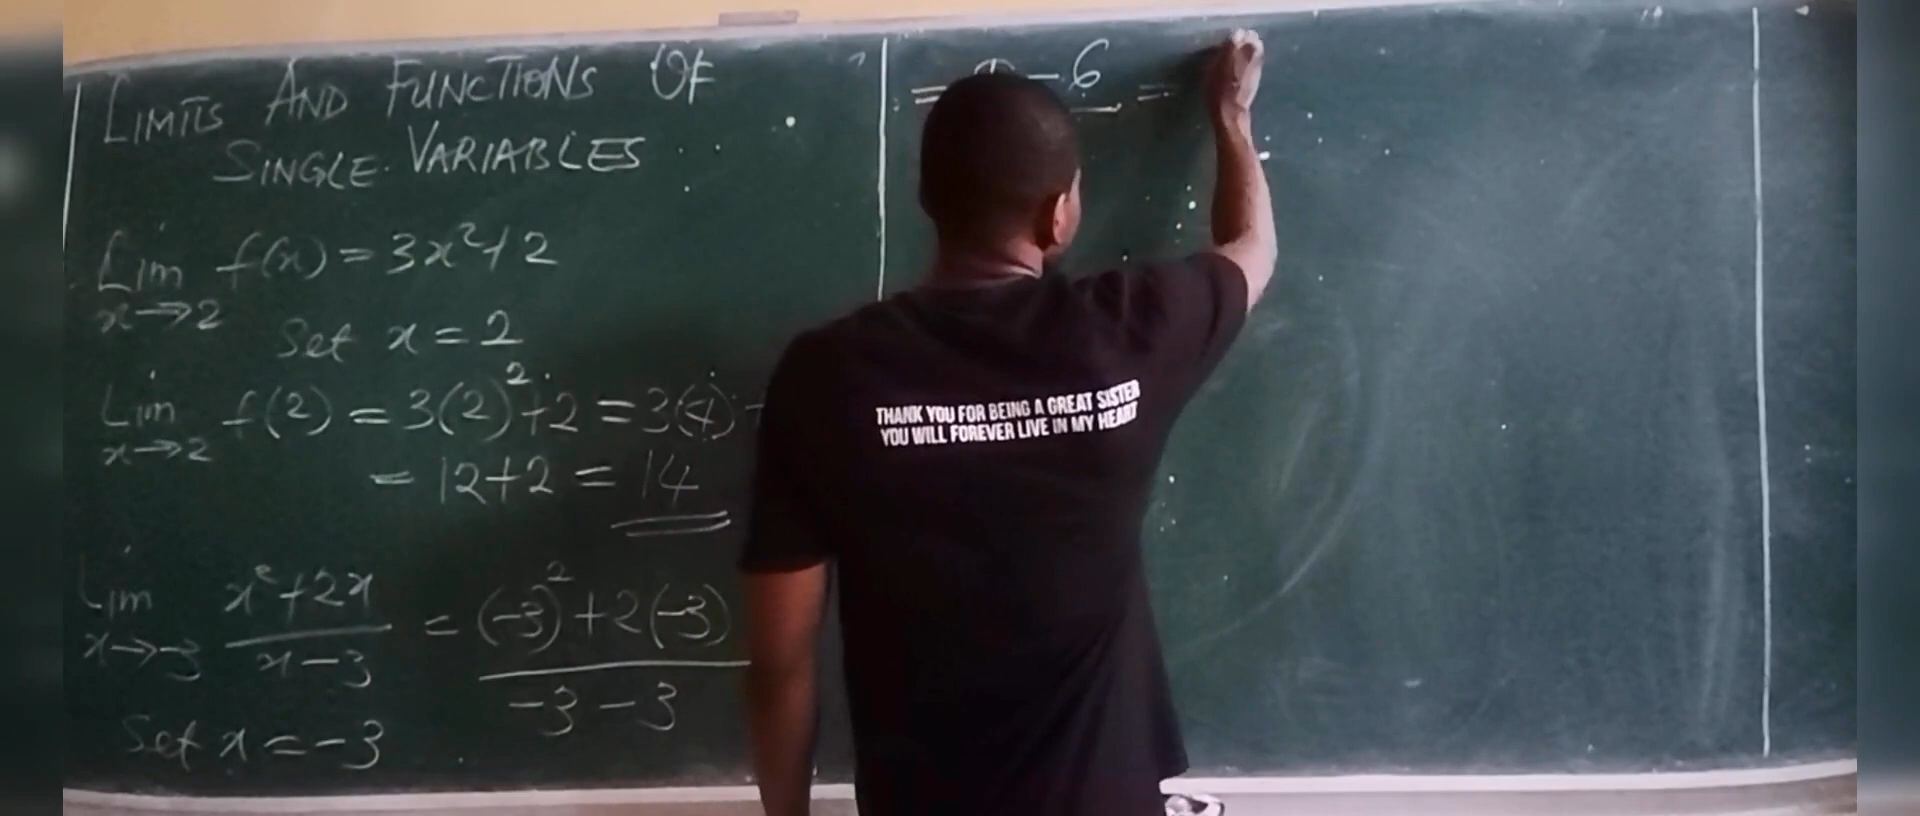 LIMITS AND FUNCTIONS OF
SINGLE VARIABLES
Lim f(x) = 3x²+2
x→2
Set x = 2
Lim f(2) = 3(2)²+2 = 3(4) +
x→2
= 12+2 = 14
Lim x²+2x = (-3)²+2(-3)
x→-3 x-3 -3-3
Set x = -3
= - 6 =
THANK YOU FOR BEING A GREAT SISTER
YOU WILL FOREVER LIVE IN MY HEART